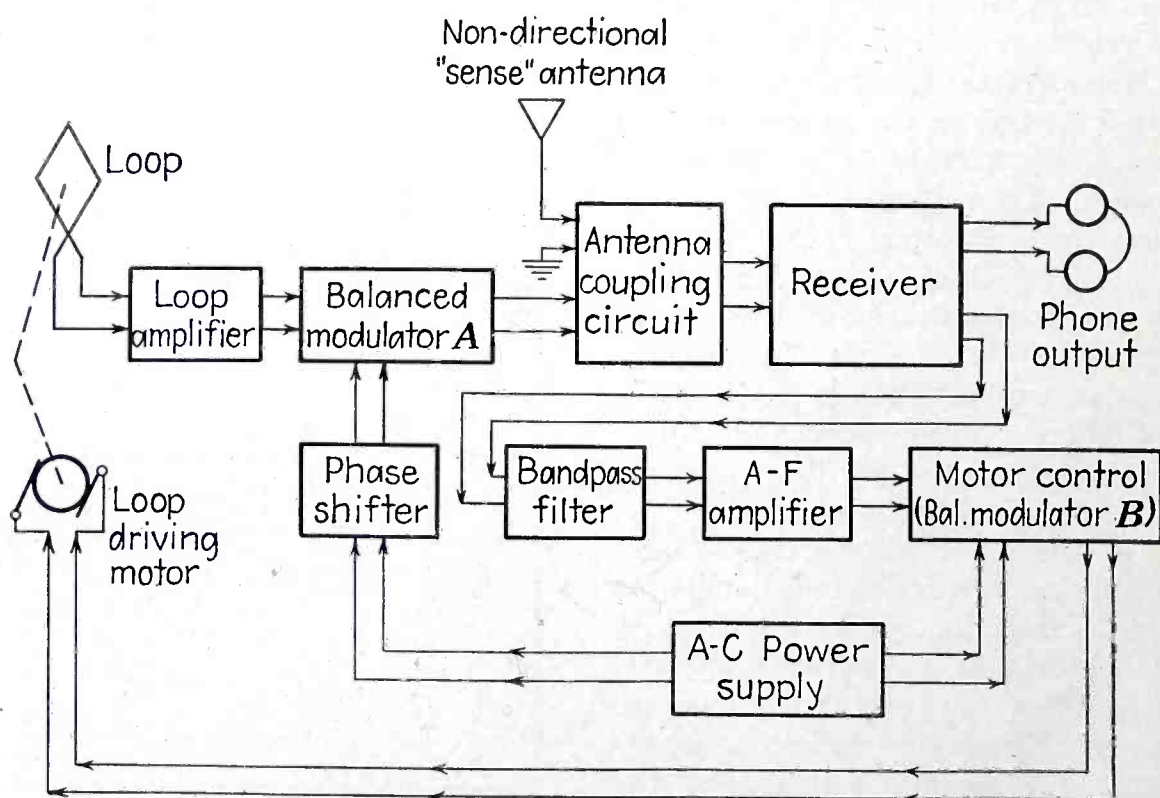 Non-directional
"sense" antenna
Loop
Loop
amplifier
Balanced
modulator A
Antenna
coupling
circuit
Receiver
Phone
output
Phase
shifter
Bandpass
filter
A-F
amplifier
Motor control
(Bal. modulator B)
Loop
driving
motor
A-C Power
supply